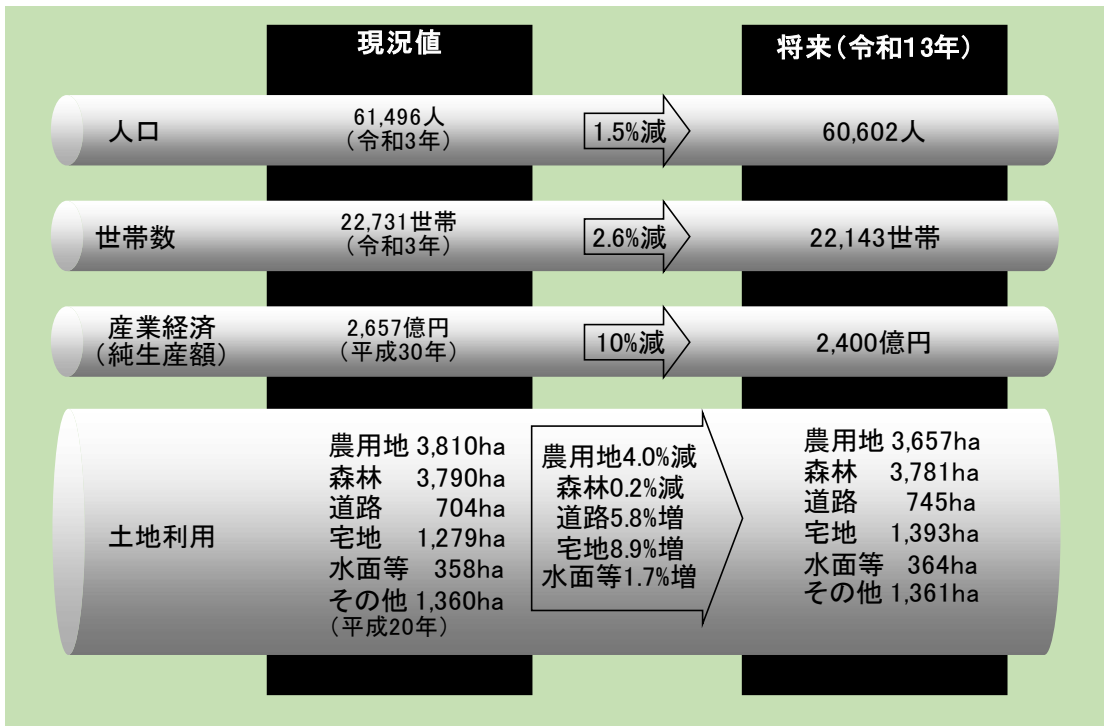 現況値
将来(令和13年)
人口
61,496人
(令和3年)
1.5%減
60,602人
世帯数
22,731世帯
(令和3年)
2.6%減
22,143世帯
産業経済
(純生産額)
2,657億円
(平成30年)
10%減
2,400億円
土地利用
農用地 3,810ha
森林 3,790ha
道路 704ha
宅地 1,279ha
水面等 358ha
その他 1,360ha
(平成20年)
農用地4.0%減
森林0.2%減
道路5.8%増
宅地8.9%増
水面等1.7%増
農用地 3,657ha
森林 3,781ha
道路 745ha
宅地 1,393ha
水面等 364ha
その他 1,361ha